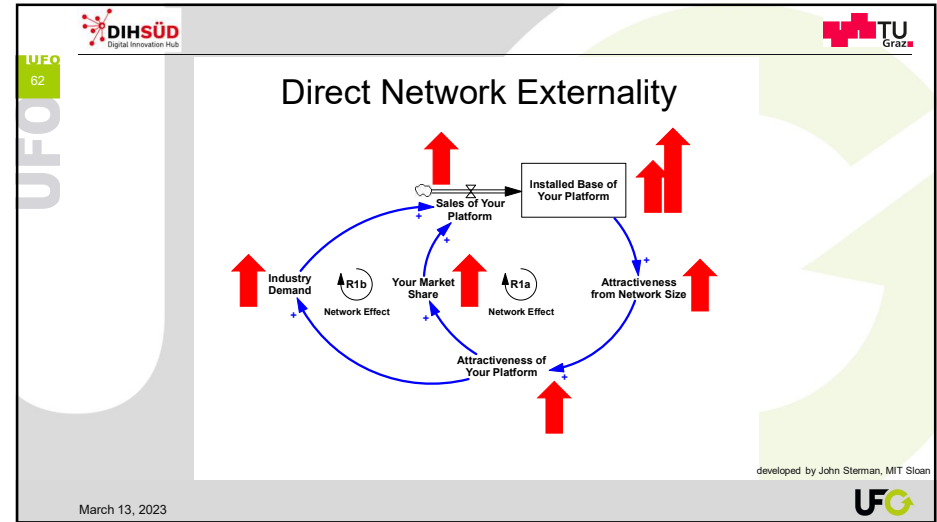 DIHSÜD
Digital Innovation Hub
TU
Graz
UFO
62
UFO
Direct Network Externality
Installed Base of
Your Platform
Sales of Your
Platform
+
+
+
Industry
Demand
R1b
Network Effect
Your Market
Share
R1a
Network Effect
Attractiveness
from Network Size
+
+
Attractiveness of
Your Platform
+
developed by John Sterman, MIT Sloan
March 13, 2023
UFO